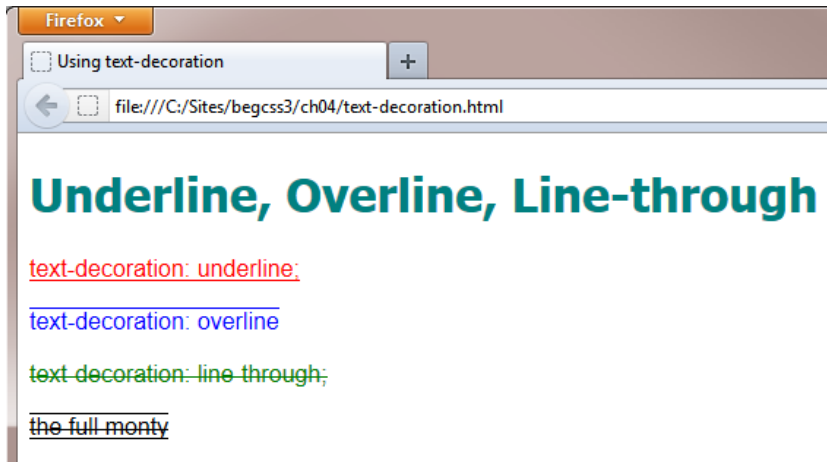 Firefox
Using text-decoration
file:///C:/Sites/begcss3/ch04/text-decoration.html
Underline, Overline, Line-through
text-decoration: underline;
text-decoration: overline
text-decoration: line-through;
the full monty